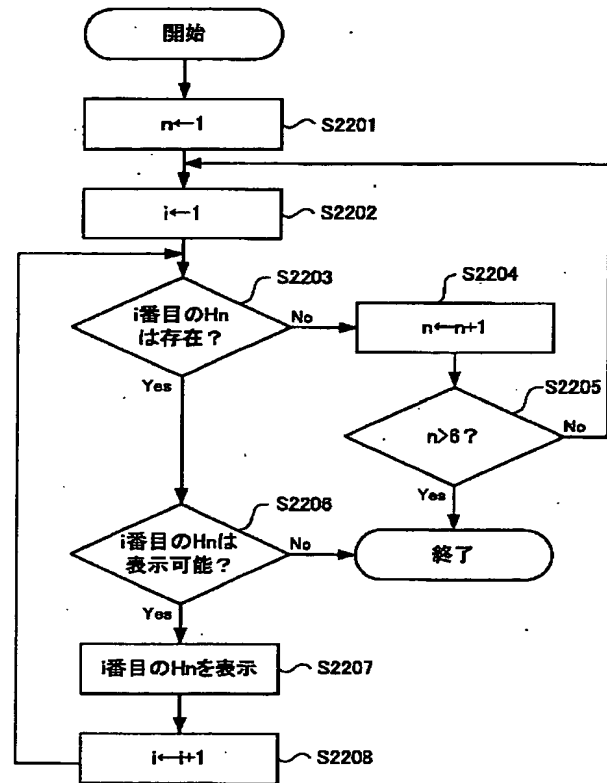 開始
n←1
S2201
i←1
S2202
i番目のHn
は存在？
S2203
No
Yes
S2204
n←n+1
S2205
n>6？
No
Yes
S2206
i番目のHnは
表示可能？
No
Yes
終了
i番目のHnを表示
S2207
i←i+1
S2208